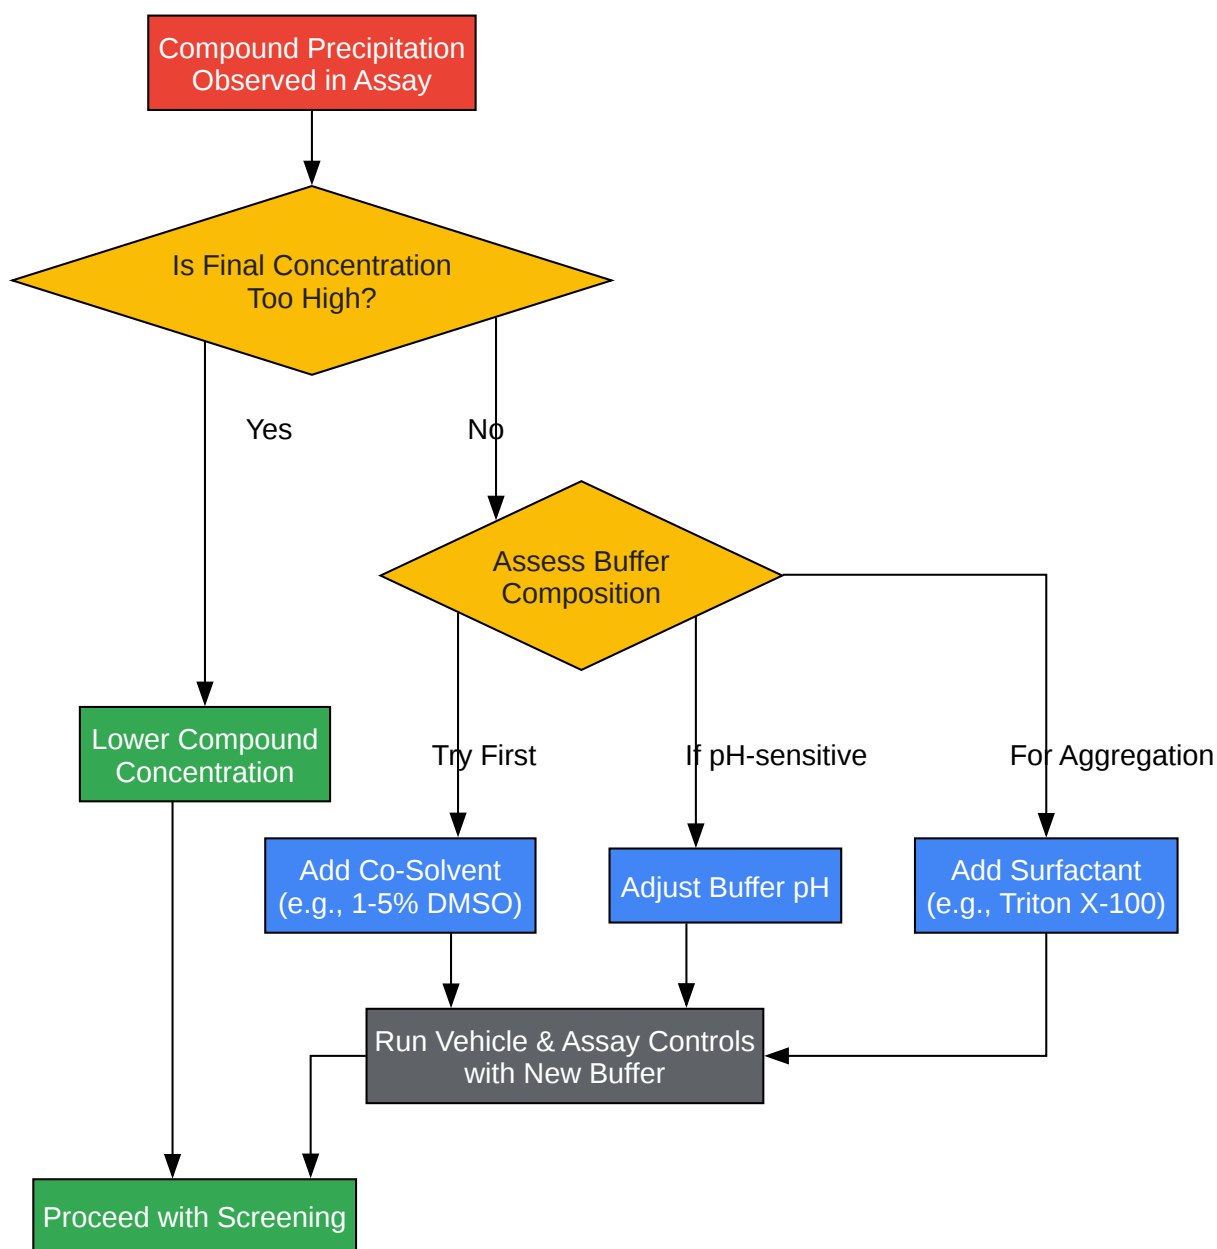 Compound Precipitation
Observed in Assay
Is Final Concentration
Too High?
Yes
No
Assess Buffer
Composition
Lower Compound
Concentration
Try First
If pH-sensitive
For Aggregation
Add Co-Solvent
(e.g., 1-5% DMSO)
Adjust Buffer pH
Add Surfactant
(e.g., Triton X-100)
Run Vehicle & Assay Controls
with New Buffer
Proceed with Screening